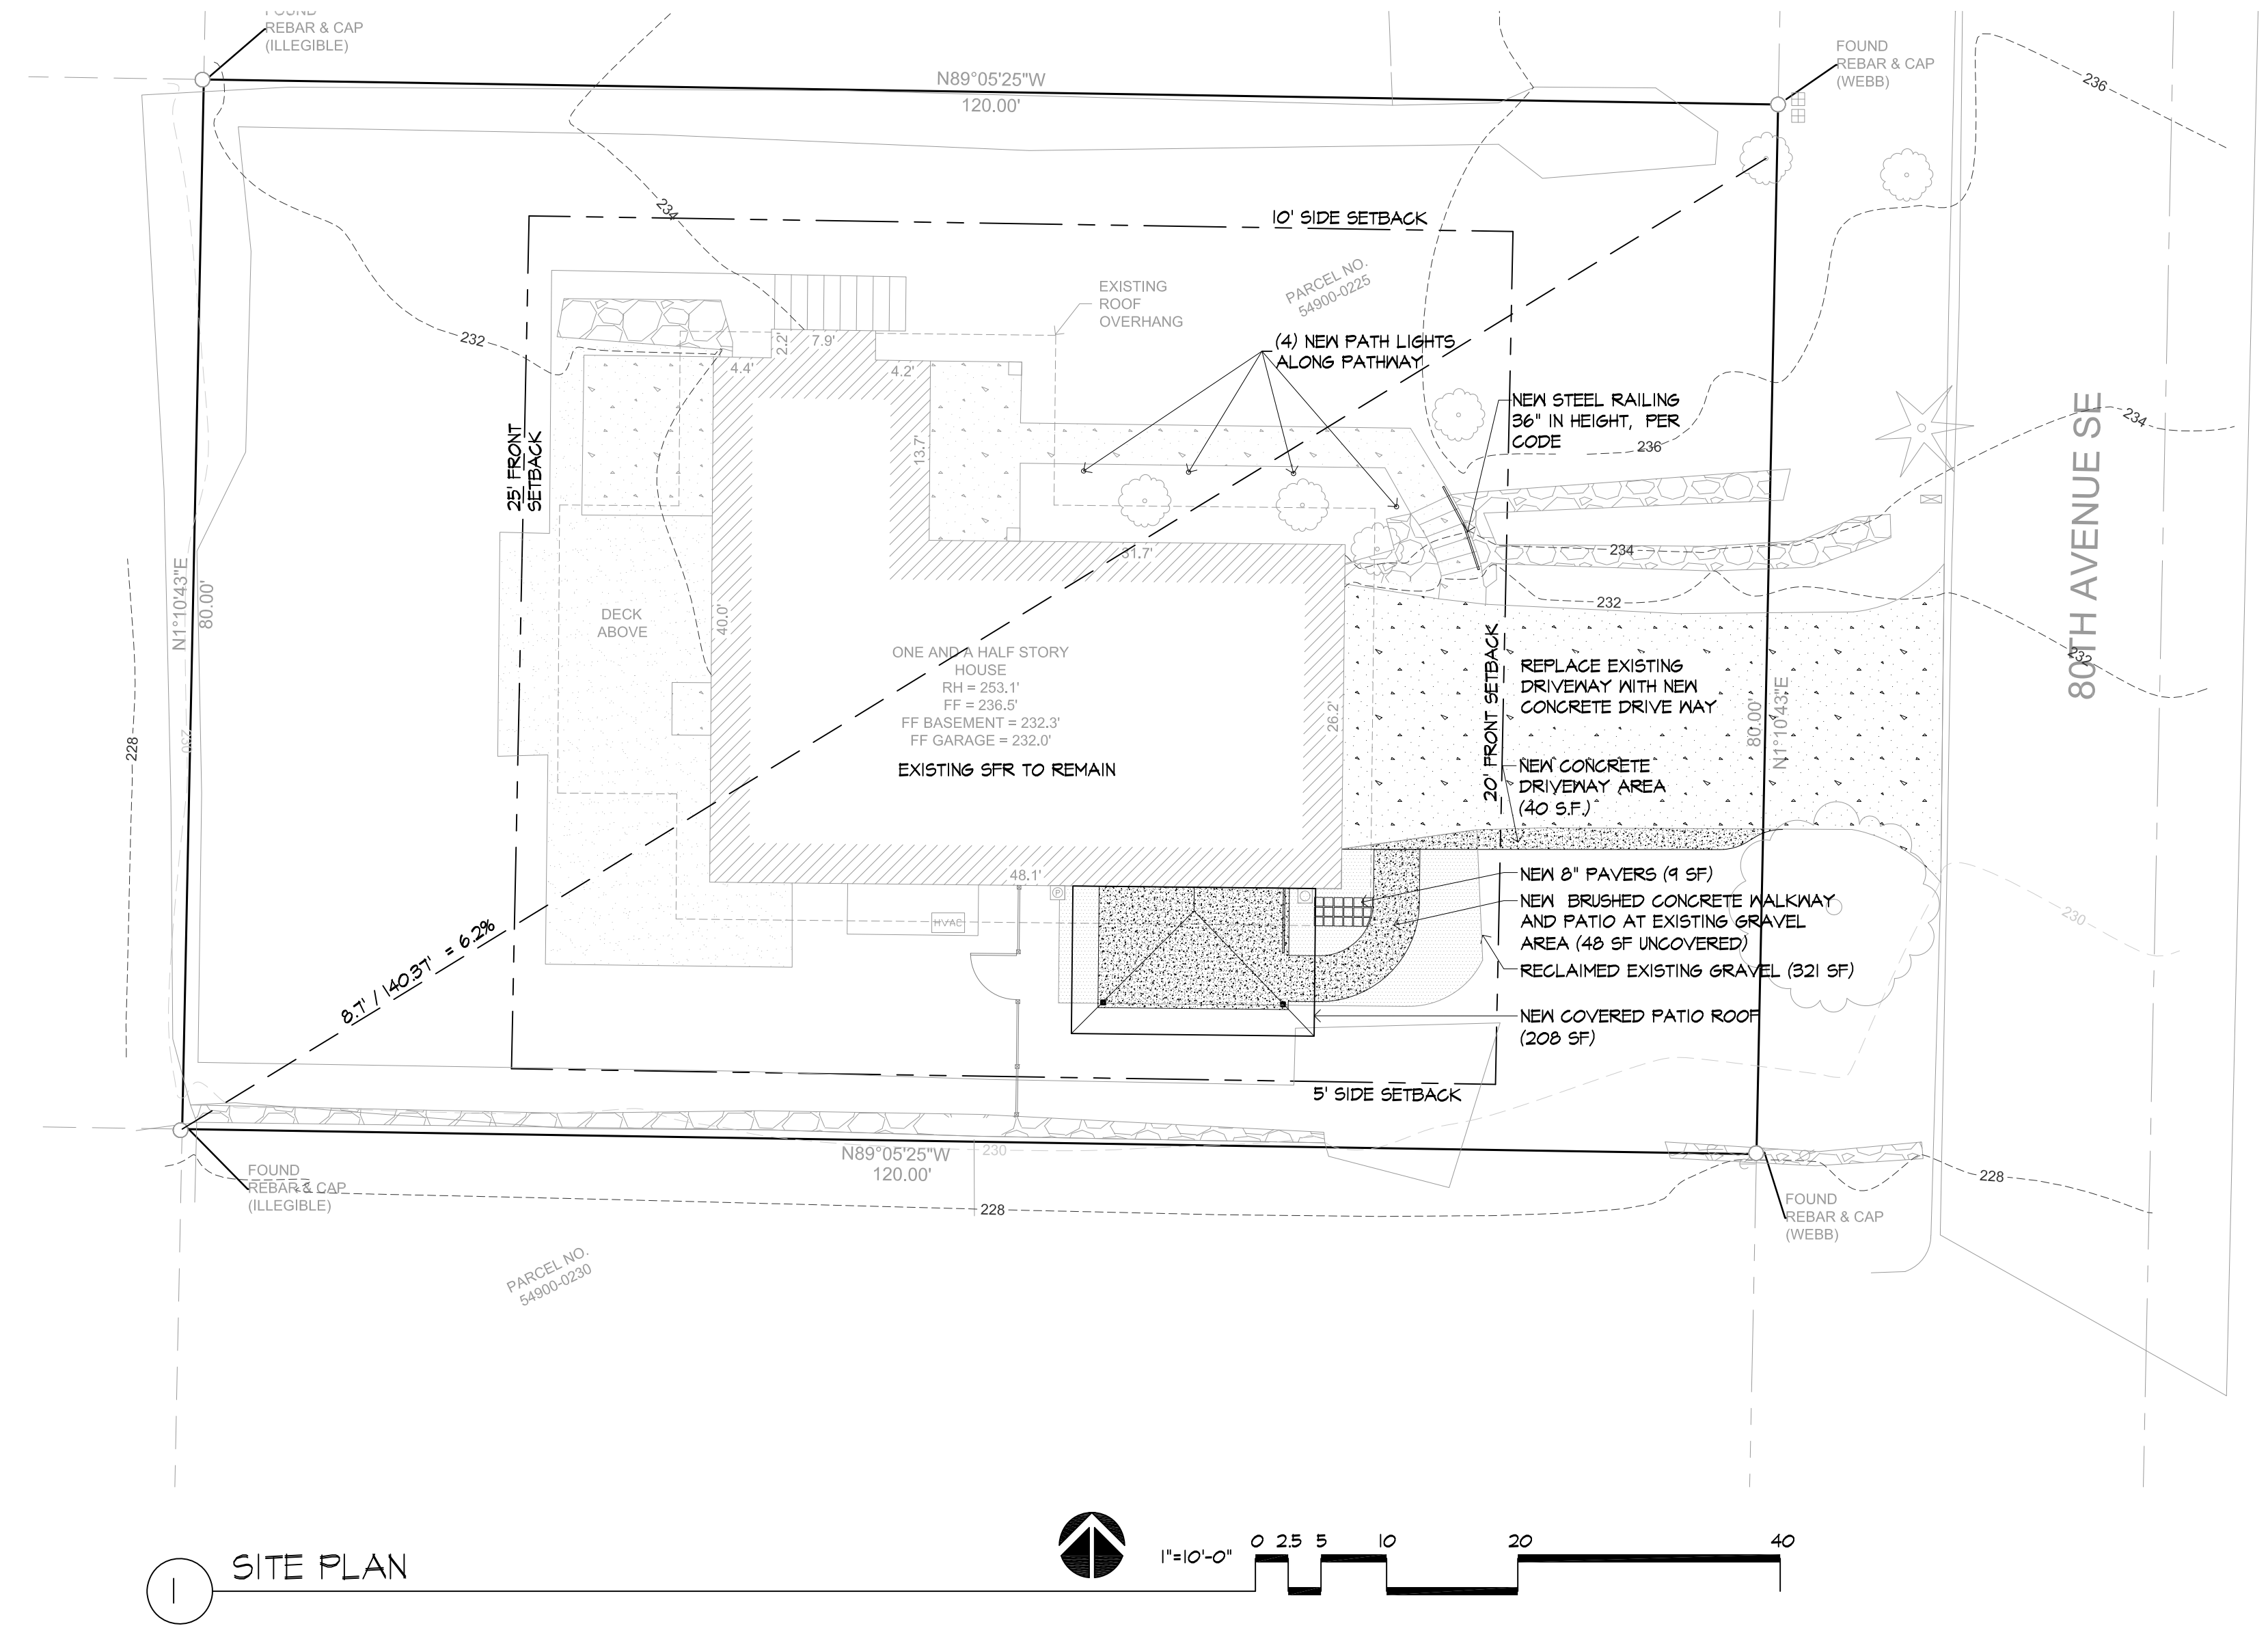 FOUND
REBAR & CAP
(ILLEGIBLE)
FOUND
REBAR & CAP
(WEBB)
N89°05'25"W
120.00'
236
234
10' SIDE SETBACK
PARCEL NO.
54900-0225
EXISTING
ROOF
OVERHANG
232
2.2'
7.9'
4.4'
4.2'
(4) NEW PATH LIGHTS
ALONG PATHWAY
NEW STEEL RAILING
36" IN HEIGHT, PER
CODE
234
236
25' FRONT
SETBACK
13.7'
80TH AVENUE SE
31.7'
234
N1°10'43"E
80.00'
232
DECK
ABOVE
40.0'
ONE AND A HALF STORY
HOUSE
RH = 253.1'
FF = 236.5'
FF BASEMENT = 232.3'
FF GARAGE = 232.0'
EXISTING SFR TO REMAIN
26.2'
20' FRONT SETBACK
REPLACE EXISTING
DRIVEWAY WITH NEW
CONCRETE DRIVE WAY
80.00'
N1°10'43"E
232
228
230
NEW CONCRETE
DRIVEWAY AREA
(40 S.F.)
48.1'
P
NEW 8" PAVERS (9 SF)
NEW BRUSHED CONCRETE WALKWAY
AND PATIO AT EXISTING GRAVEL
AREA (48 SF UNCOVERED)
230
HVAC
8.7' / 140.37' = 6.2%
RECLAIMED EXISTING GRAVEL (321 SF)
NEW COVERED PATIO ROOF
(208 SF)
5' SIDE SETBACK
N89°05'25"W
120.00'
230
FOUND
REBAR & CAP
(ILLEGIBLE)
228
228
FOUND
REBAR & CAP
(WEBB)
PARCEL NO.
54900-0230
1
SITE PLAN
1"=10'-0"
0 2.5 5 10 20 40